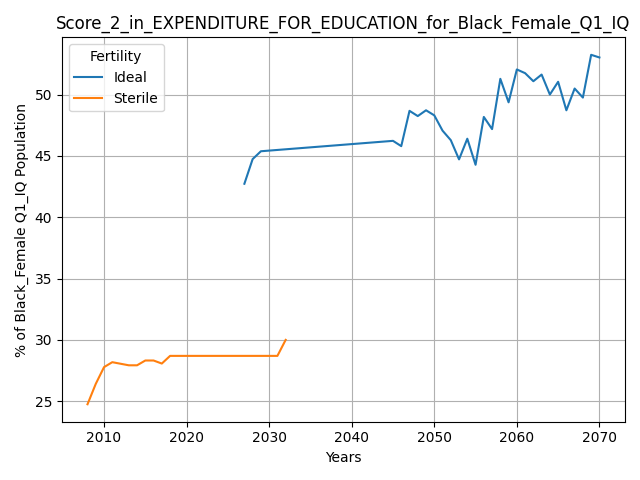 Score_2_in_EXPENDITURE_FOR_EDUCATION_for_Black_Female_Q1_IQ
Fertility
Ideal
Sterile
% of Black_Female Q1_IQ Population
50
45
40
35
30
25
2010
2020
2030
2040
2050
2060
2070
Years